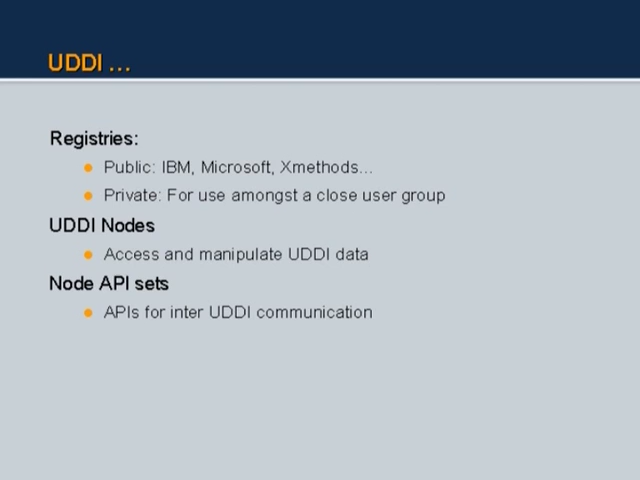 UDDI ...
Registries:
Public: IBM, Microsoft, Xmethods...
Private: For use amongst a close user group
UDDI Nodes
Access and manipulate UDDI data
Node API sets
APIs for inter UDDI communication